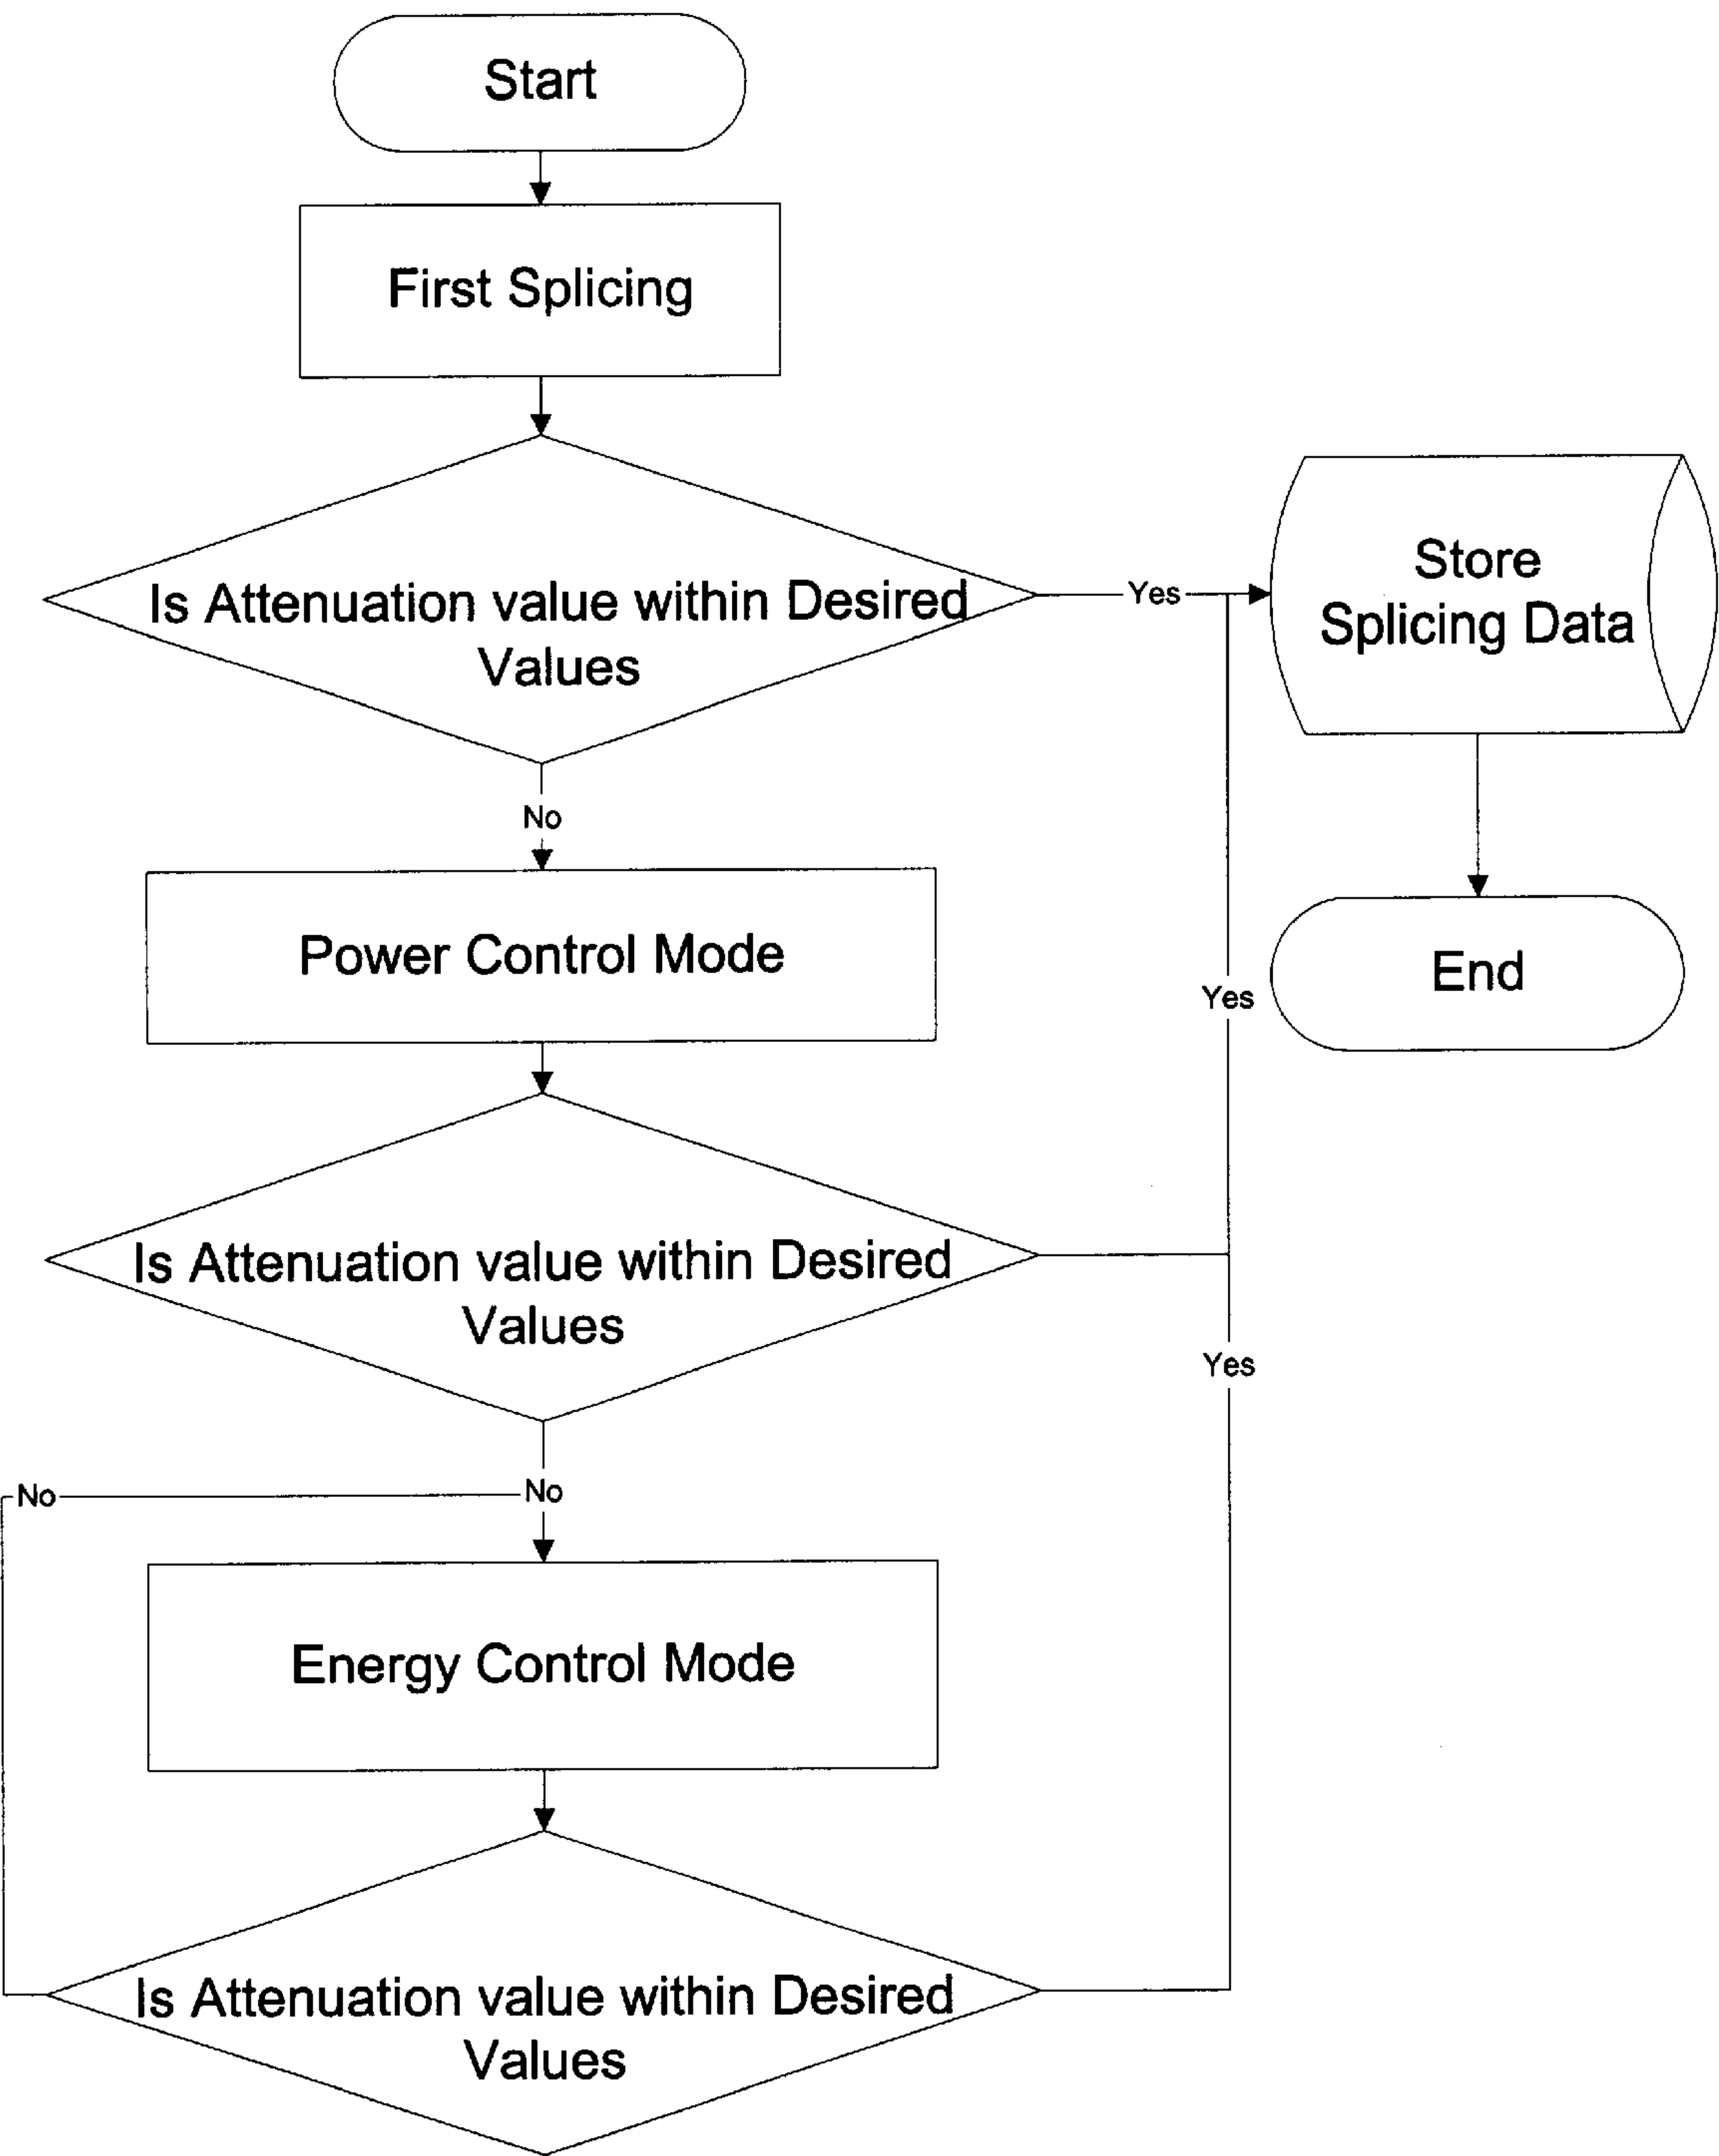 Start
First Splicing
Is Attenuation value within Desired
Values
Yes
Store
Splicing Data
No
Power Control Mode
End
Yes
Is Attenuation value within Desired
Values
Yes
No
No
Energy Control Mode
Is Attenuation value within Desired
Values